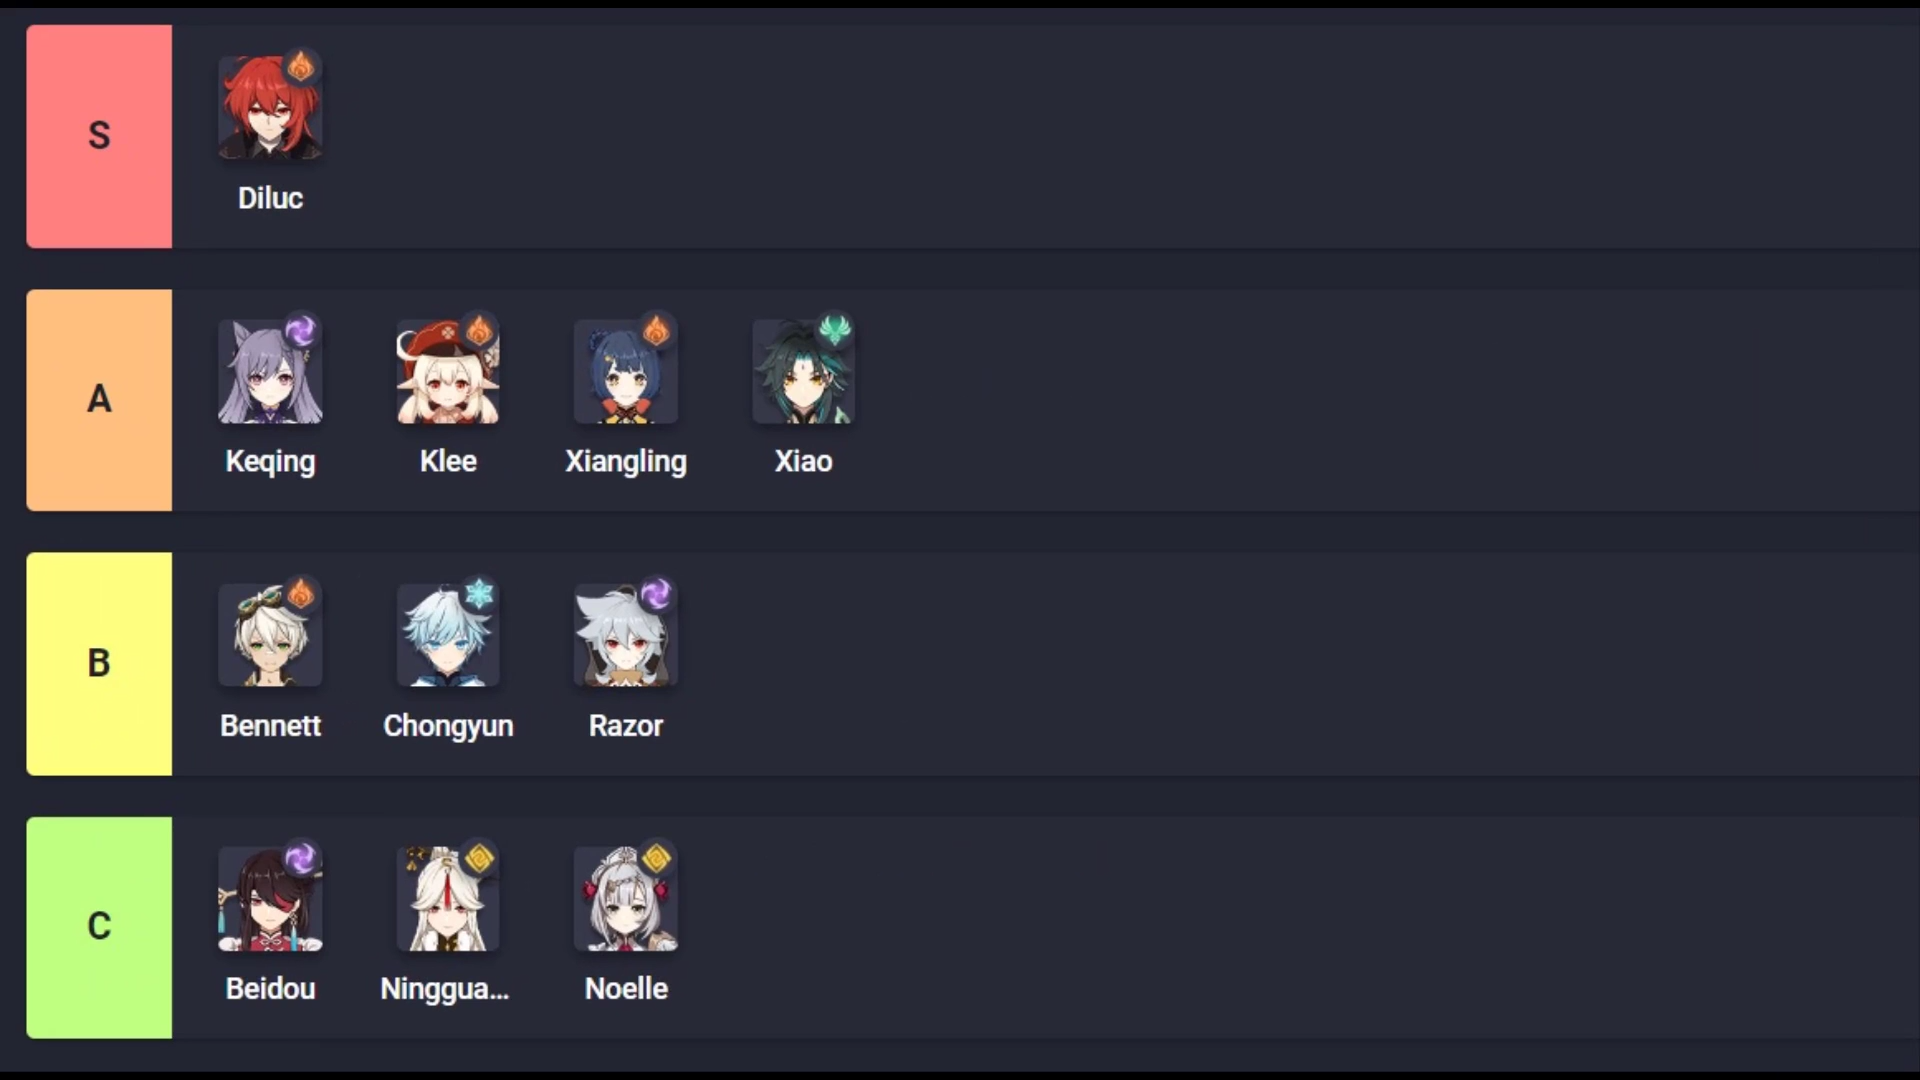 S
Diluc
A
Keqing
Klee
Xiangling
Xiao
B
Bennett
Chongyun
Razor
C
Beidou
Ninggua...
Noelle